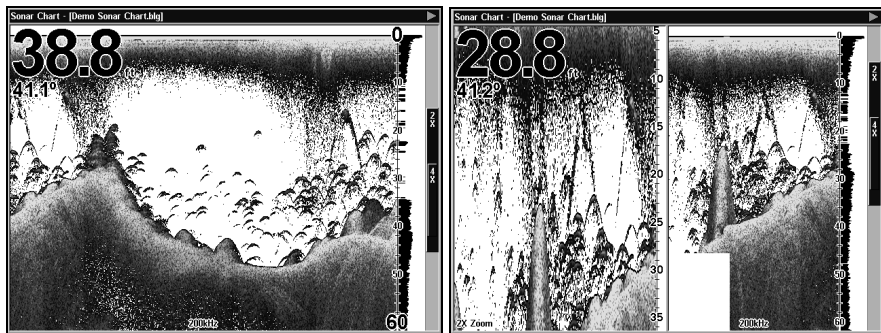 Sonar Chart - [Demo Sonar Chart.blg]
38.8 ft
41.1°
0
10
20
30
40
50
60
2X
4X
200kHz
Sonar Chart - [Demo Sonar Chart.blg]
28.8 ft
41.2°
5
10
15
20
25
30
35
2X Zoom
0
10
20
30
40
50
60
2X
4X
200kHz